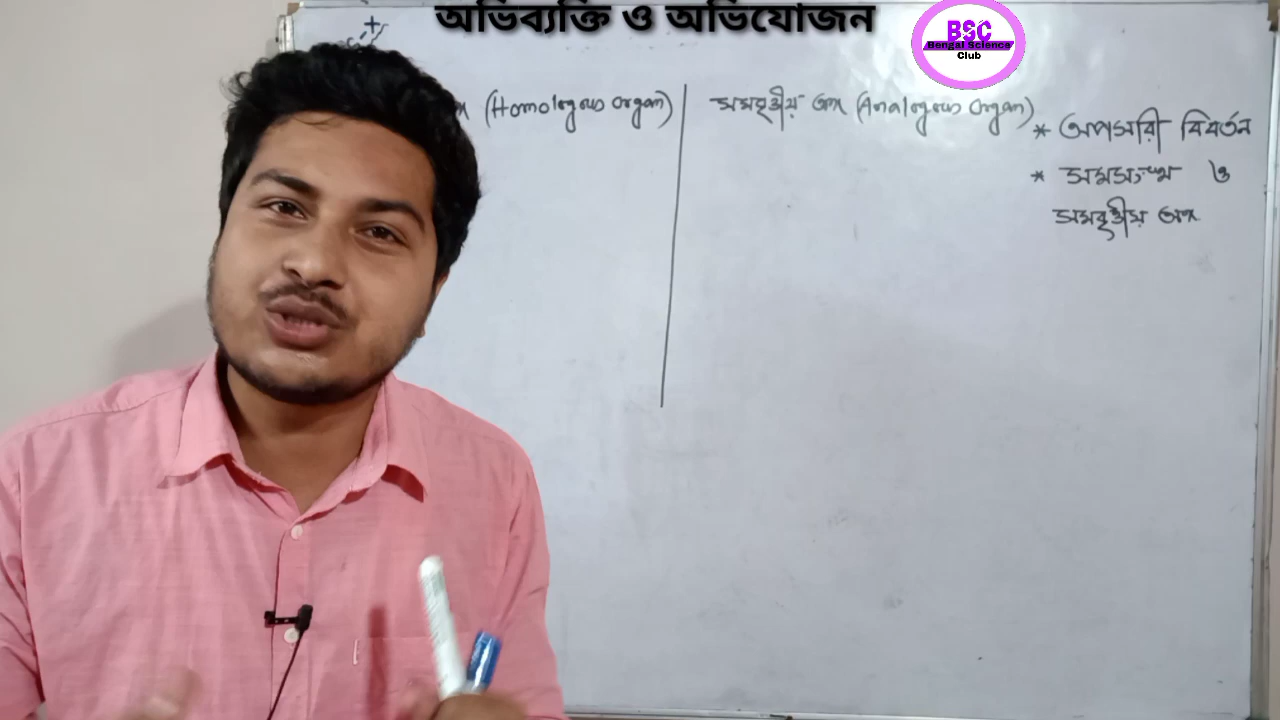 অভিব্যক্তি ও অভিযোজন
BSC
Bengal Science
Club
(Homologous organ)
সমবৃত্তীয় অঙ্গ (Analogous Organ)
* অপসারী বিবর্তন
* সমসংস্থ ও
সমবৃত্তীয় অঙ্গ